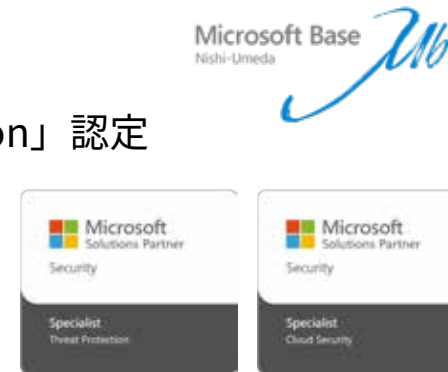 Microsoft Base
Nishi-Umeda
on」認定
Microsoft
Solutions Partner
Security
Specialist
Threat Protection
Microsoft
Solutions Partner
Security
Specialist
Cloud Security